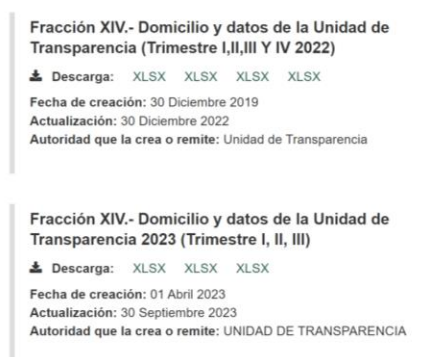 Fracción XIV.- Domicilio y datos de la Unidad de
Transparencia (Trimestre I,II,III Y IV 2022)
Descarga: XLSX XLSX XLSX XLSX
Fecha de creación: 30 Diciembre 2019
Actualización: 30 Diciembre 2022
Autoridad que la crea o remite: Unidad de Transparencia
Fracción XIV.- Domicilio y datos de la Unidad de
Transparencia 2023 (Trimestre I, II, III)
Descarga: XLSX XLSX XLSX
Fecha de creación: 01 Abril 2023
Actualización: 30 Septiembre 2023
Autoridad que la crea o remite: UNIDAD DE TRANSPARENCIA